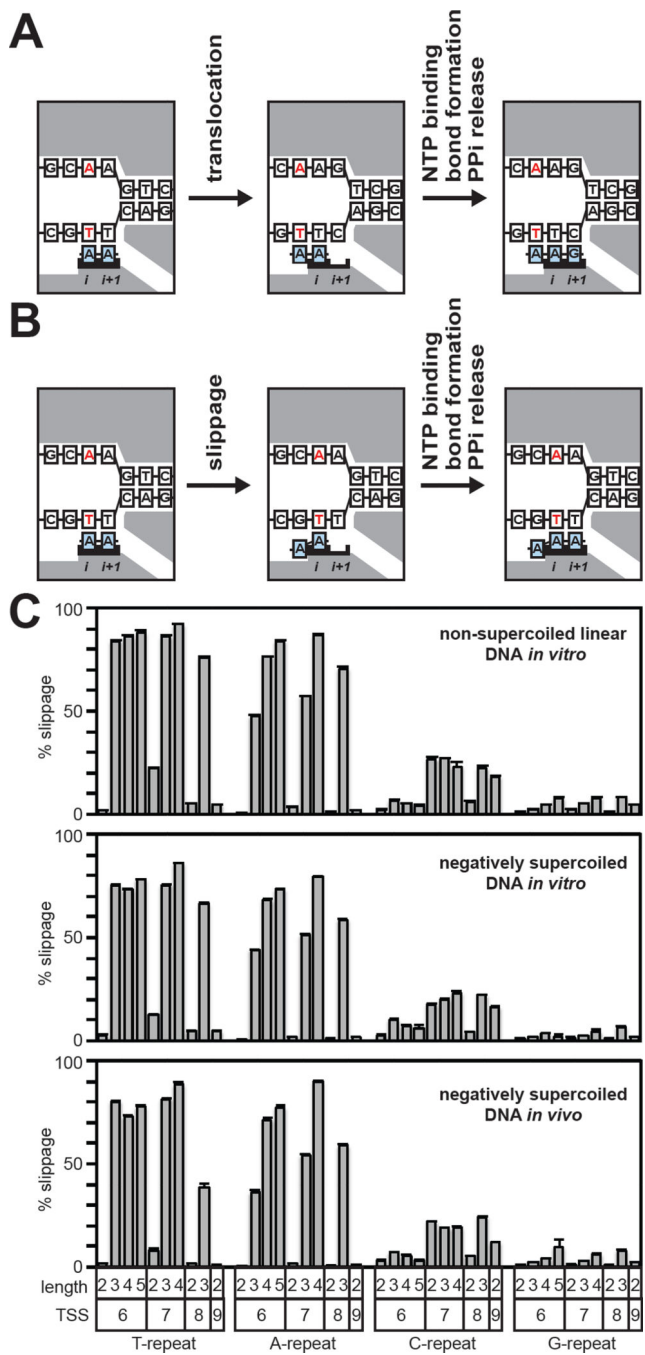 A
translocation
NTP binding
bond formation
PPi release
G C A A C A A G C A A G
G T C T C G T C G
C A G A G C A G C
C G T T G T T C G T T C
A A A A A A G
i i+1 i i+1 i i+1
B
slippage
NTP binding
bond formation
PPi release
G C A A G C A A G C A A
G T C G T C G T C
C A G C A G C A G
C G T T C G T T C G T T
A A A A A A A
i i+1 i i+1 i i+1
C
100
50
0
% slippage
non-supercoiled linear
DNA in vitro
100
50
0
% slippage
negatively supercoiled
DNA in vitro
100
50
0
% slippage
negatively supercoiled
DNA in vivo
length 2 3 4 5 2 3 4 2 3 2 2 3 4 5 2 3 4 2 3 2 2 3 4 5 2 3 4 2 3 2 2 3 4 5 2 3 4 2 3 2
TSS 6 7 8 9 6 7 8 9 6 7 8 9 6 7 8 9
T-repeat A-repeat C-repeat G-repeat